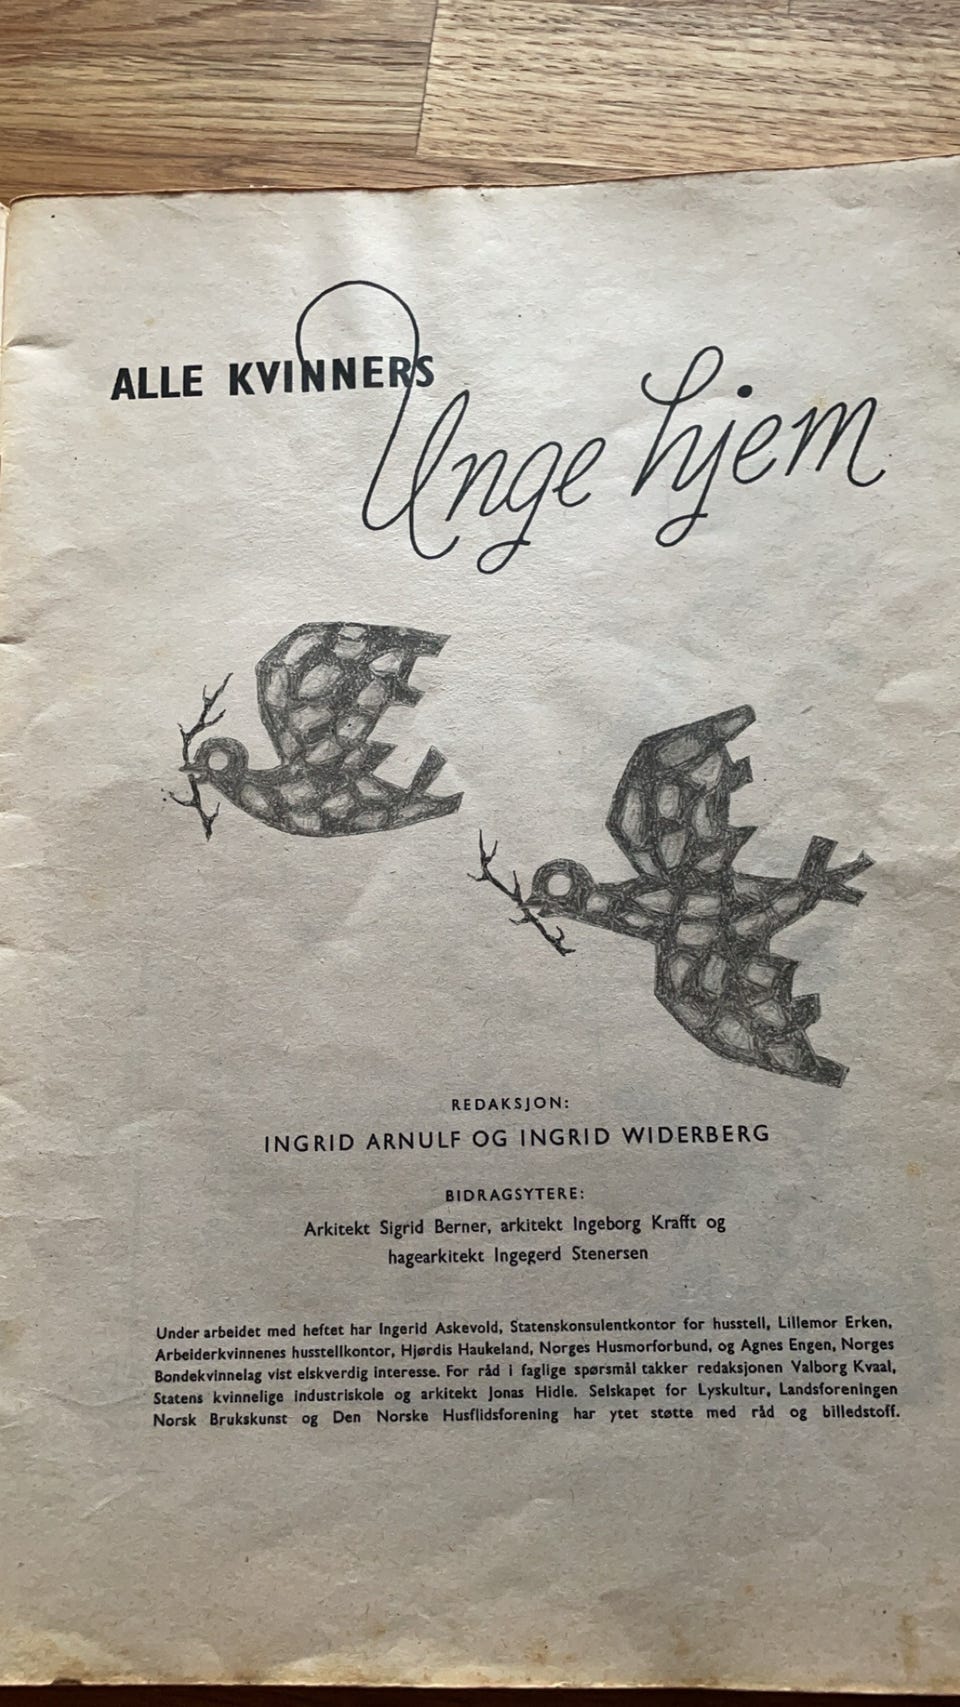 ALLE KVINNERS
Unge hjem
REDAKSJON:
INGRID ARNULF OG INGRID WIDERBERG
BIDRAGSYTERE:
Arkitekt Sigrid Berner, arkitekt Ingeborg Krafft og
hagearkitekt Ingegerd Stenersen
Under arbeidet med heftet har Ingerid Askevold, Statenskonsulentkontor for husstell, Lillemor Erken,
Arbeiderkvinnenes husstellkontor, Hjørdis Haukeland, Norges Husmorforbund, og Agnes Engen, Norges
Bondekvinnelag vist elskverdig interesse. For råd i faglige spørsmål takker redaksjonen Valborg Kvaal,
Statens kvinnelige industriskole og arkitekt Jonas Hidle. Selskapet for Lyskultur, Landsforeningen
Norsk Brukskunst og Den Norske Husflidsforening har ytet støtte med råd og billedstoff.